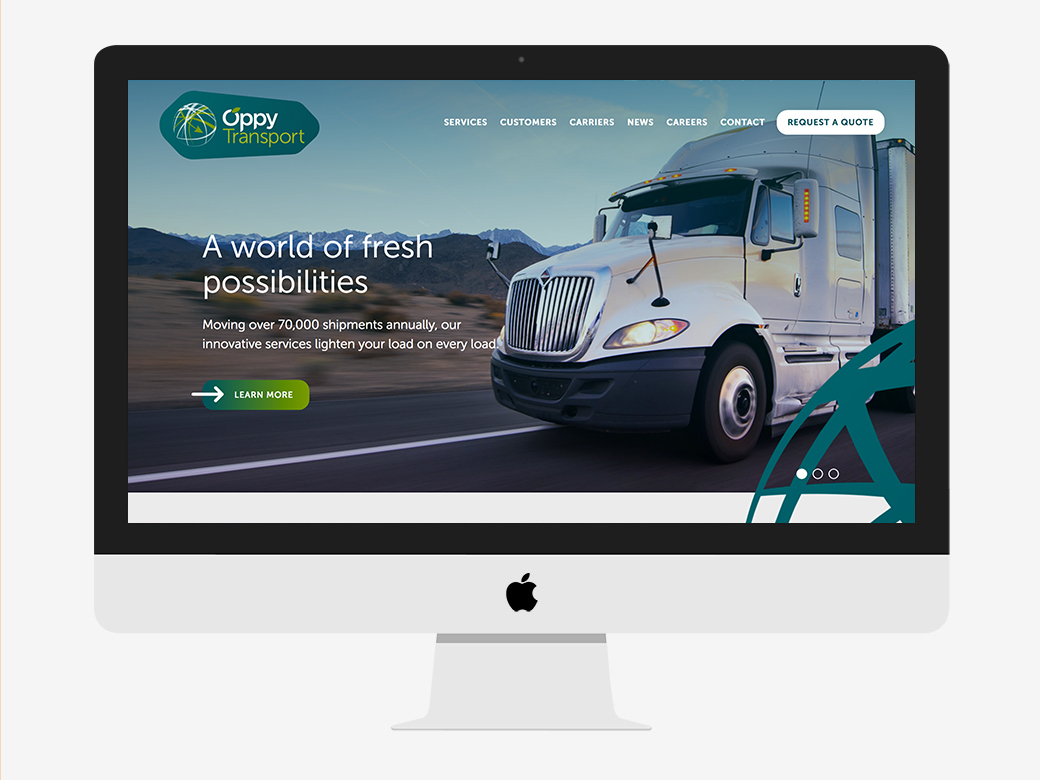 Oppy
Transport
SERVICES CUSTOMERS CARRIERS NEWS CAREERS CONTACT REQUEST A QUOTE
A world of fresh
possibilities
Moving over 70,000 shipments annually, our
innovative services lighten your load on every load
LEARN MORE